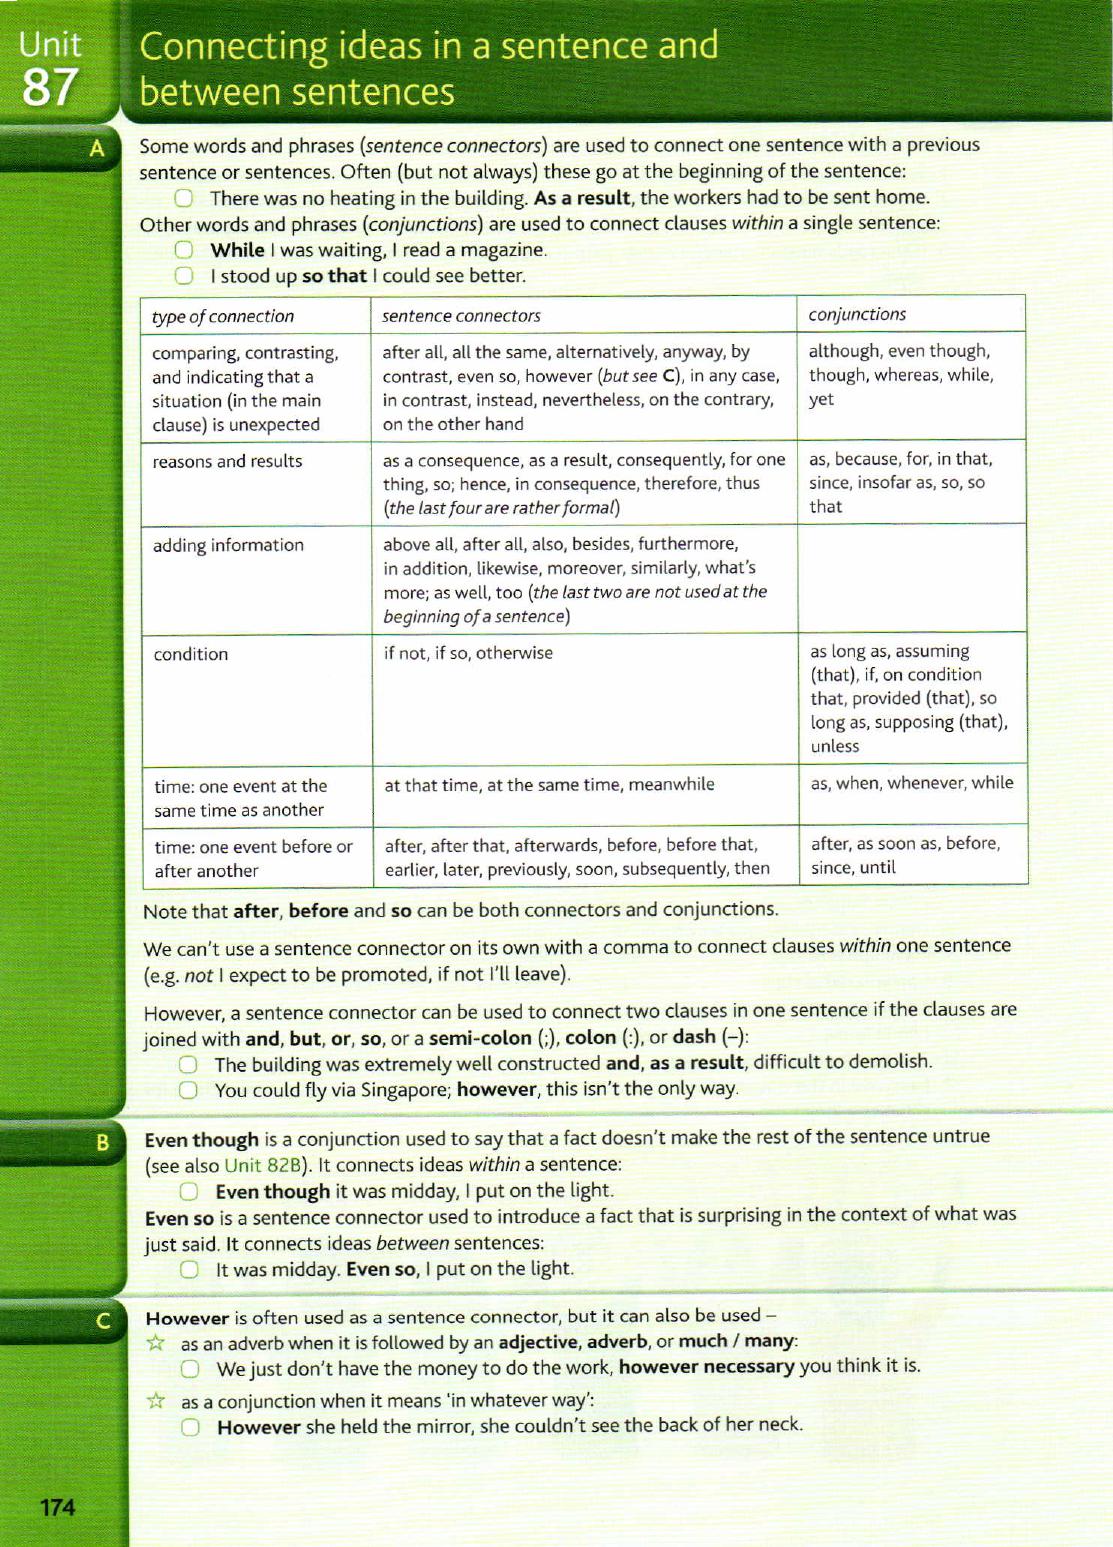 Unit
87
Connecting ideas in a sentence and
between sentences
A
Some words and phrases (sentence connectors) are used to connect one sentence with a previous
sentence or sentences. Often (but not always) these go at the beginning of the sentence:
There was no heating in the building. As a result, the workers had to be sent home.
Other words and phrases (conjunctions) are used to connect clauses within a single sentence:
While I was waiting, I read a magazine.
I stood up so that I could see better.
type of connection
sentence connectors
conjunctions
comparing, contrasting,
and indicating that a
situation (in the main
clause) is unexpected
after all, all the same, alternatively, anyway, by
contrast, even so, however (but see C), in any case,
in contrast, instead, nevertheless, on the contrary,
on the other hand
although, even though,
though, whereas, while,
yet
reasons and results
as a consequence, as a result, consequently, for one
thing, so; hence, in consequence, therefore, thus
(the last four are rather formal)
as, because, for, in that,
since, insofar as, so, so
that
adding information
above all, after all, also, besides, furthermore,
in addition, likewise, moreover, similarly, what's
more; as well, too (the last two are not used at the
beginning of a sentence)
condition
if not, if so, otherwise
as long as, assuming
(that), if, on condition
that, provided (that), so
long as, supposing (that),
unless
time: one event at the
same time as another
at that time, at the same time, meanwhile
as, when, whenever, while
time: one event before or
after another
after, after that, afterwards, before, before that,
earlier, later, previously, soon, subsequently, then
after, as soon as, before,
since, until
Note that after, before and so can be both connectors and conjunctions.
We can't use a sentence connector on its own with a comma to connect clauses within one sentence
(e.g. not I expect to be promoted, if not I'll leave).
However, a sentence connector can be used to connect two clauses in one sentence if the clauses are
joined with and, but, or, so, or a semi-colon (;), colon (:), or dash (–):
The building was extremely well constructed and, as a result, difficult to demolish.
You could fly via Singapore; however, this isn't the only way.
B
Even though is a conjunction used to say that a fact doesn't make the rest of the sentence untrue
(see also Unit 82B). It connects ideas within a sentence:
Even though it was midday, I put on the light.
Even so is a sentence connector used to introduce a fact that is surprising in the context of what was
just said. It connects ideas between sentences:
It was midday. Even so, I put on the light.
C
However is often used as a sentence connector, but it can also be used –
☆ as an adverb when it is followed by an adjective, adverb, or much / many:
We just don't have the money to do the work, however necessary you think it is.
☆ as a conjunction when it means 'in whatever way':
However she held the mirror, she couldn't see the back of her neck.
174